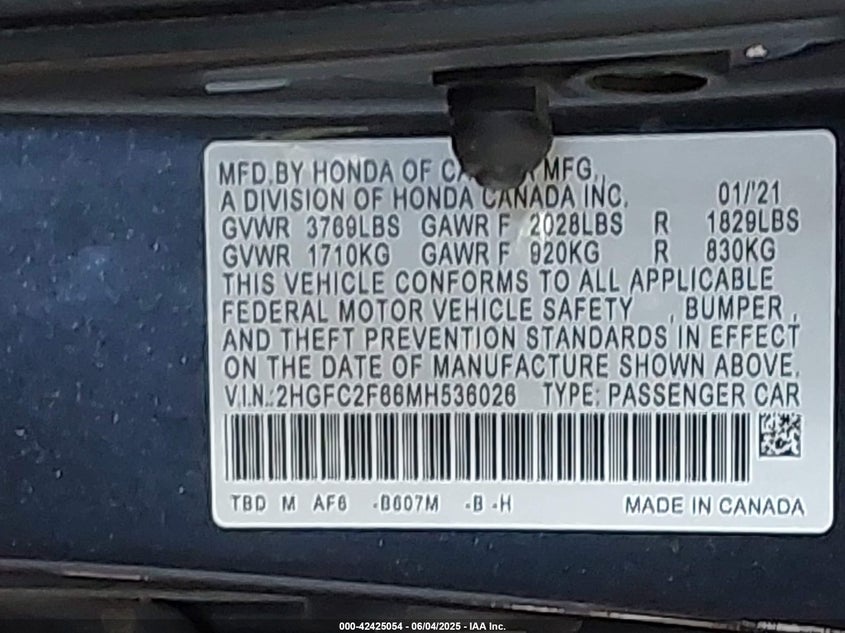 MFD. BY HONDA OF CANADA MFG.,
A DIVISION OF HONDA CANADA INC. 01/'21
GVWR 3769LBS GAWR F 2028LBS R 1829LBS
GVWR 1710KG GAWR F 920KG R 830KG
THIS VEHICLE CONFORMS TO ALL APPLICABLE
FEDERAL MOTOR VEHICLE SAFETY , BUMPER ,
AND THEFT PREVENTION STANDARDS IN EFFECT
ON THE DATE OF MANUFACTURE SHOWN ABOVE.
V.I.N.:2HGFC2F66MH536026 TYPE: PASSENGER CAR
TBD M AF6 -B607M -B -H MADE IN CANADA
000-42425054 - 06/04/2025 - IAA Inc.